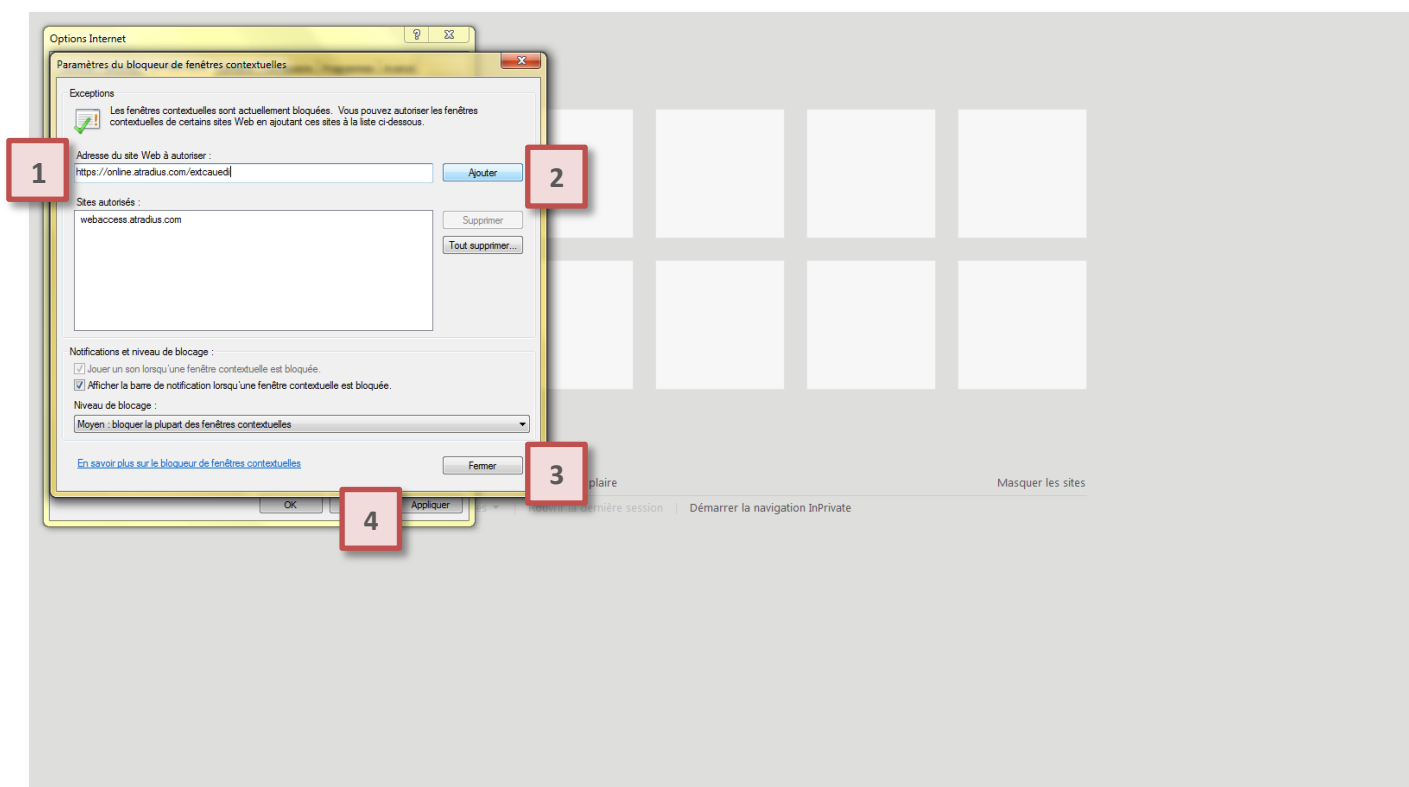 Options Internet
Paramètres du bloqueur de fenêtres contextuelles
Exceptions
Les fenêtres contextuelles sont actuellement bloquées. Vous pouvez autoriser les fenêtres
contextuelles de certains sites Web en ajoutant ces sites à la liste ci-dessous.
1
Adresse du site Web à autoriser :
https://online.atradius.com/extcauedi
Ajouter
2
Sites autorisés :
webaccess.atradius.com
Supprimer
Tout supprimer...
Notifications et niveau de blocage :
Jouer un son lorsqu'une fenêtre contextuelle est bloquée.
Afficher la barre de notification lorsqu'une fenêtre contextuelle est bloquée.
Niveau de blocage :
Moyen : bloquer la plupart des fenêtres contextuelles
En savoir plus sur le bloqueur de fenêtres contextuelles
Fermer
3
plaire
Masquer les sites
OK
4
Appliquer
dernière session
Démarrer la navigation InPrivate